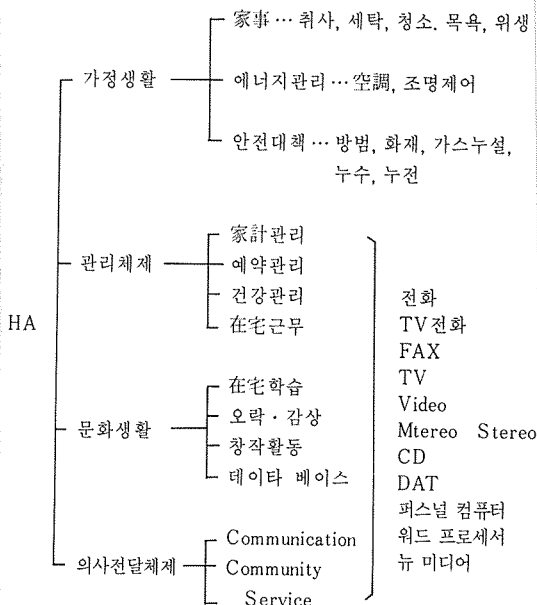 家事 … 취사, 세탁, 청소. 목욕, 위생
가정생활
에너지관리 … 空調, 조명제어
안전대책 … 방범, 화재, 가스누설,
누수, 누전
家計관리
관리체제
예약관리
건강관리
在宅근무
HA
在宅학습
오락·감상
문화생활
창작활동
데이타 베이스
Communication
의사전달체제
Community
Service
전화
TV전화
FAX
TV
Video
Mtereo Stereo
CD
DAT
퍼스널 컴퓨터
워드 프로세서
뉴 미디어